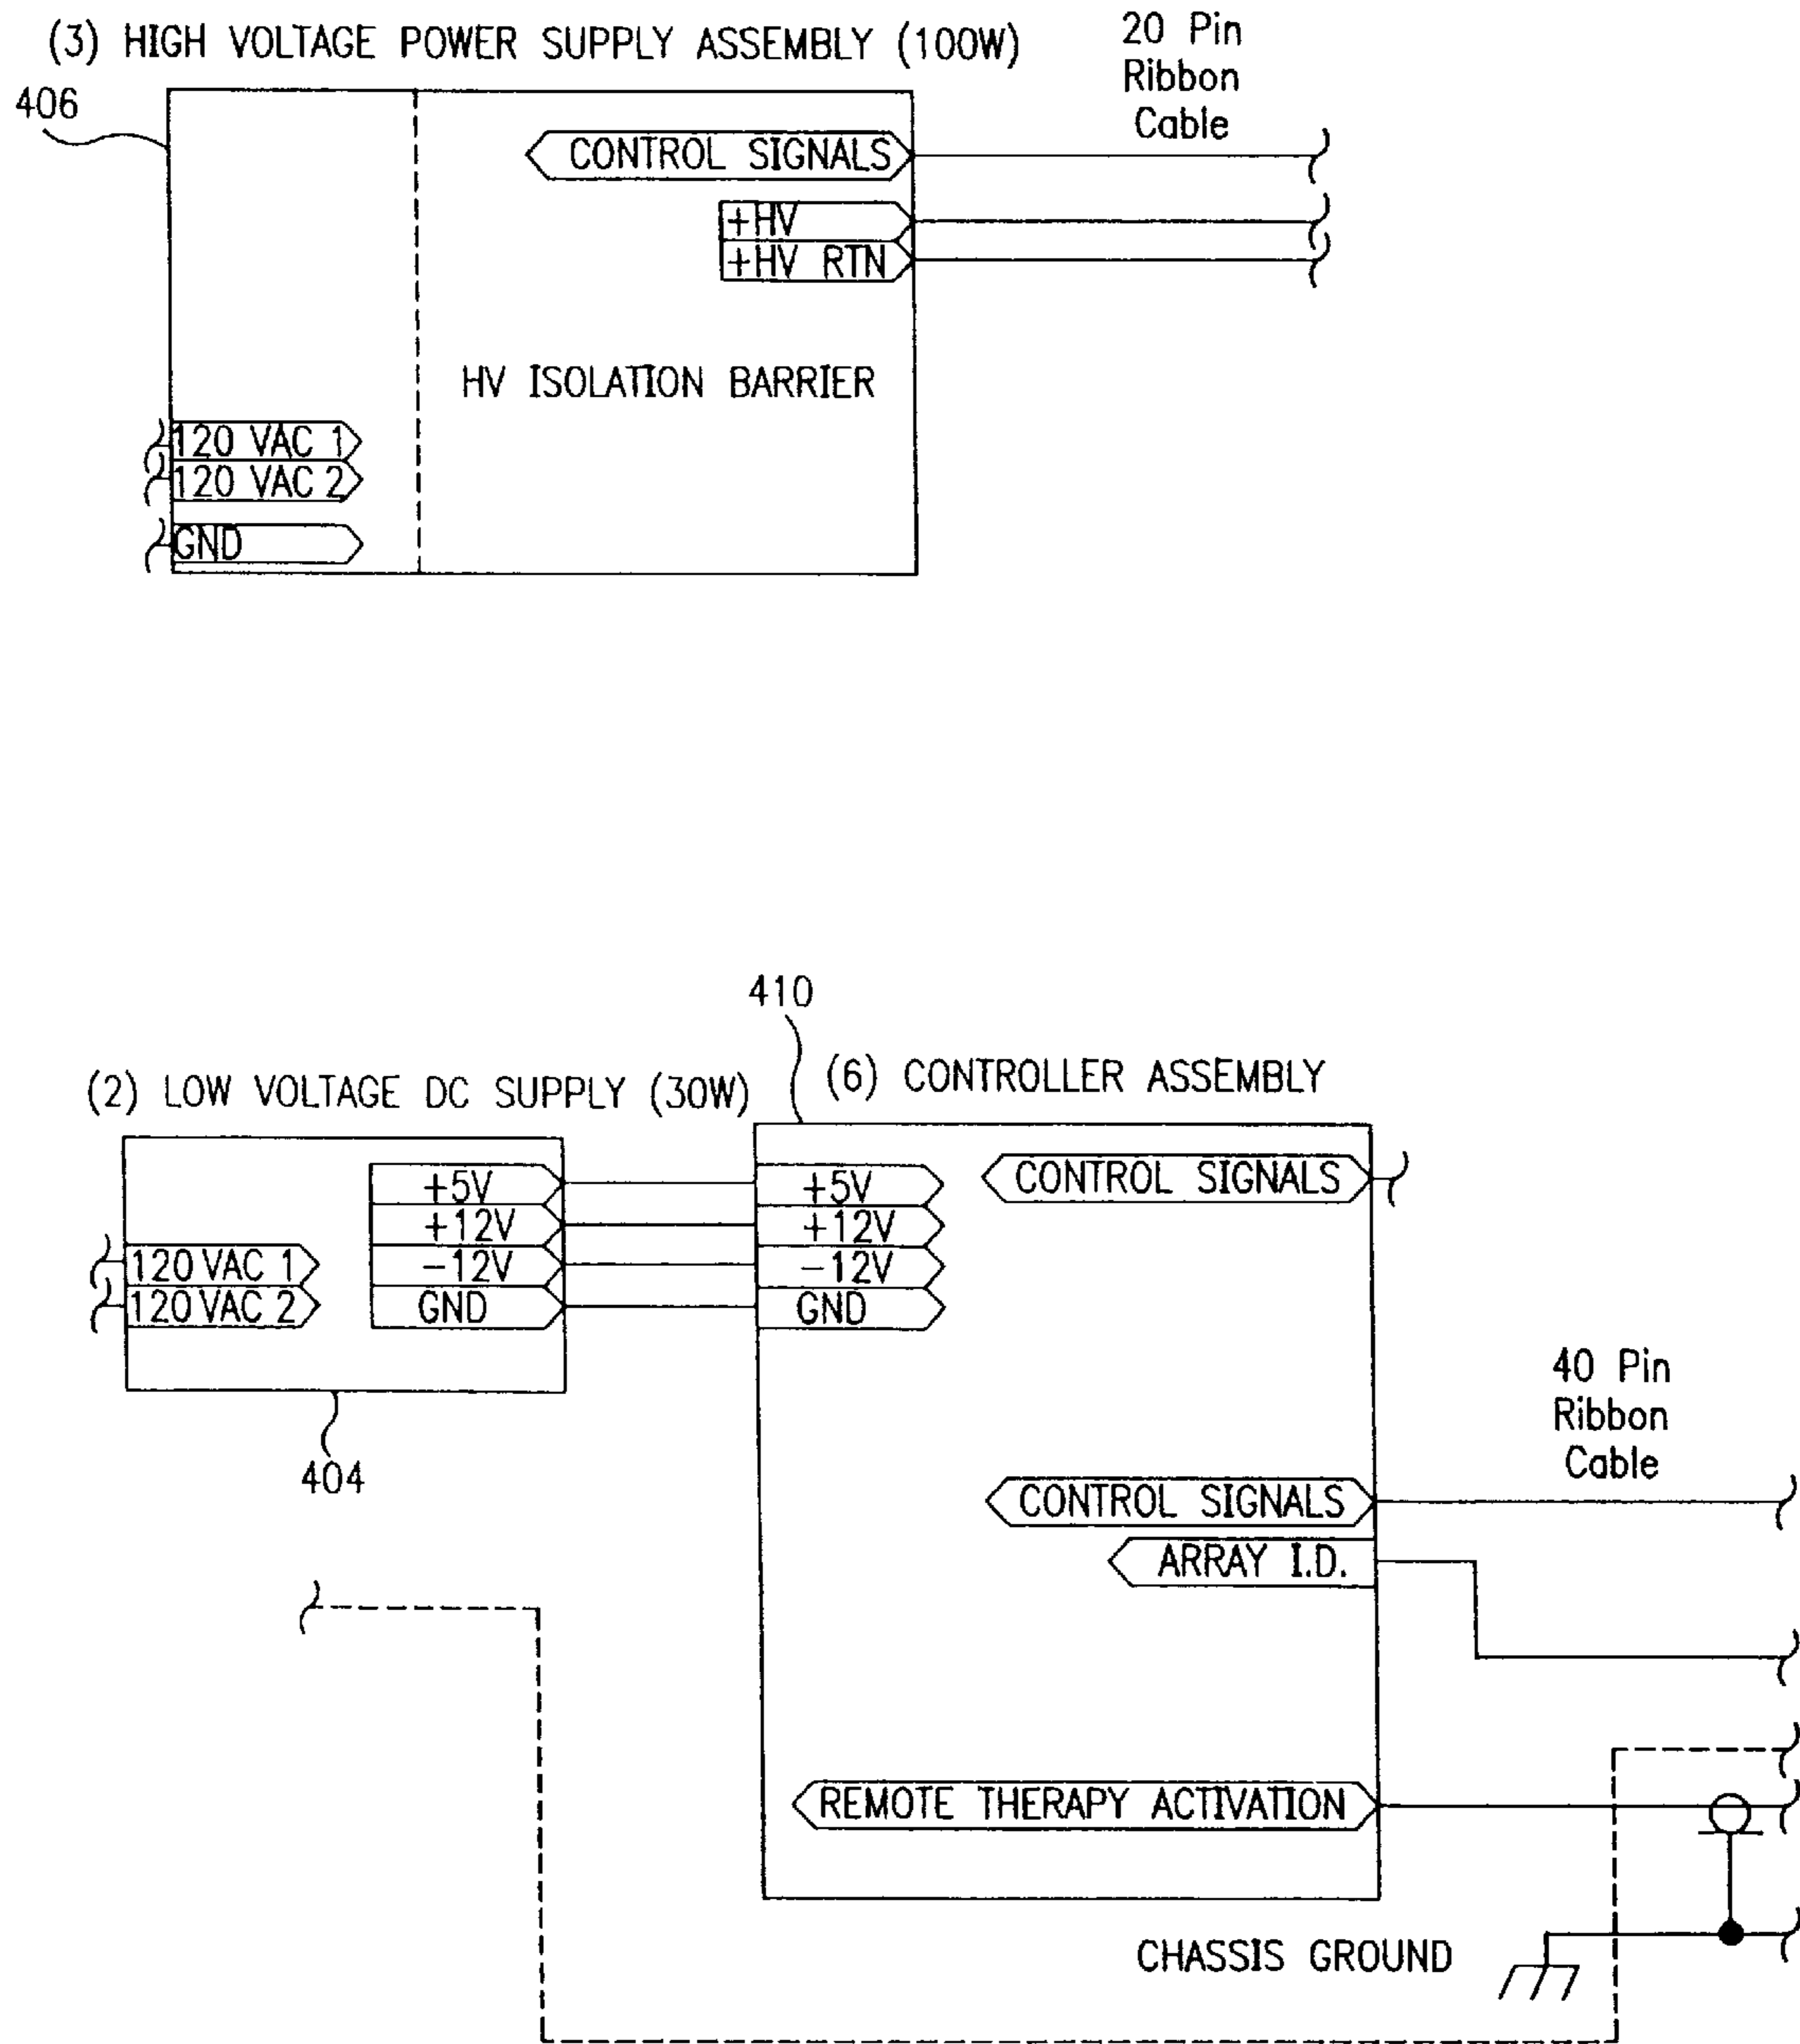 (3) HIGH VOLTAGE POWER SUPPLY ASSEMBLY (100W)
20 Pin
Ribbon
Cable
406
CONTROL SIGNALS
+HV
+HV RTN
HV ISOLATION BARRIER
120 VAC 1
120 VAC 2
GND
410
(2) LOW VOLTAGE DC SUPPLY (30W)
(6) CONTROLLER ASSEMBLY
+5V
+12V
-12V
GND
120 VAC 1
120 VAC 2
404
+5V
+12V
-12V
GND
CONTROL SIGNALS
40 Pin
Ribbon
Cable
CONTROL SIGNALS
ARRAY I.D.
REMOTE THERAPY ACTIVATION
CHASSIS GROUND